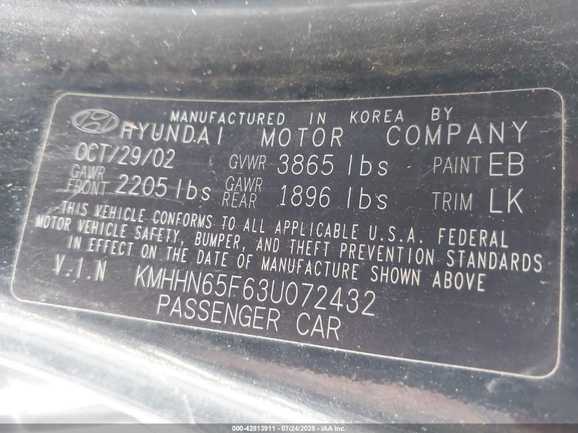 MANUFACTURED IN KOREA BY
HYUNDAI MOTOR COMPANY
OCT/29/02 GVWR 3865 lbs PAINT EB
GAWR FRONT 2205 lbs GAWR REAR 1896 lbs TRIM LK
THIS VEHICLE CONFORMS TO ALL APPLICABLE U.S.A. FEDERAL
MOTOR VEHICLE SAFETY, BUMPER, AND THEFT PREVENTION STANDARDS
IN EFFECT ON THE DATE OF MANUFACTURE SHOWN ABOVE
V.I.N KMHHN65F63U072432
PASSENGER CAR
000-42813911 - 07/24/2025 - IAA Inc.